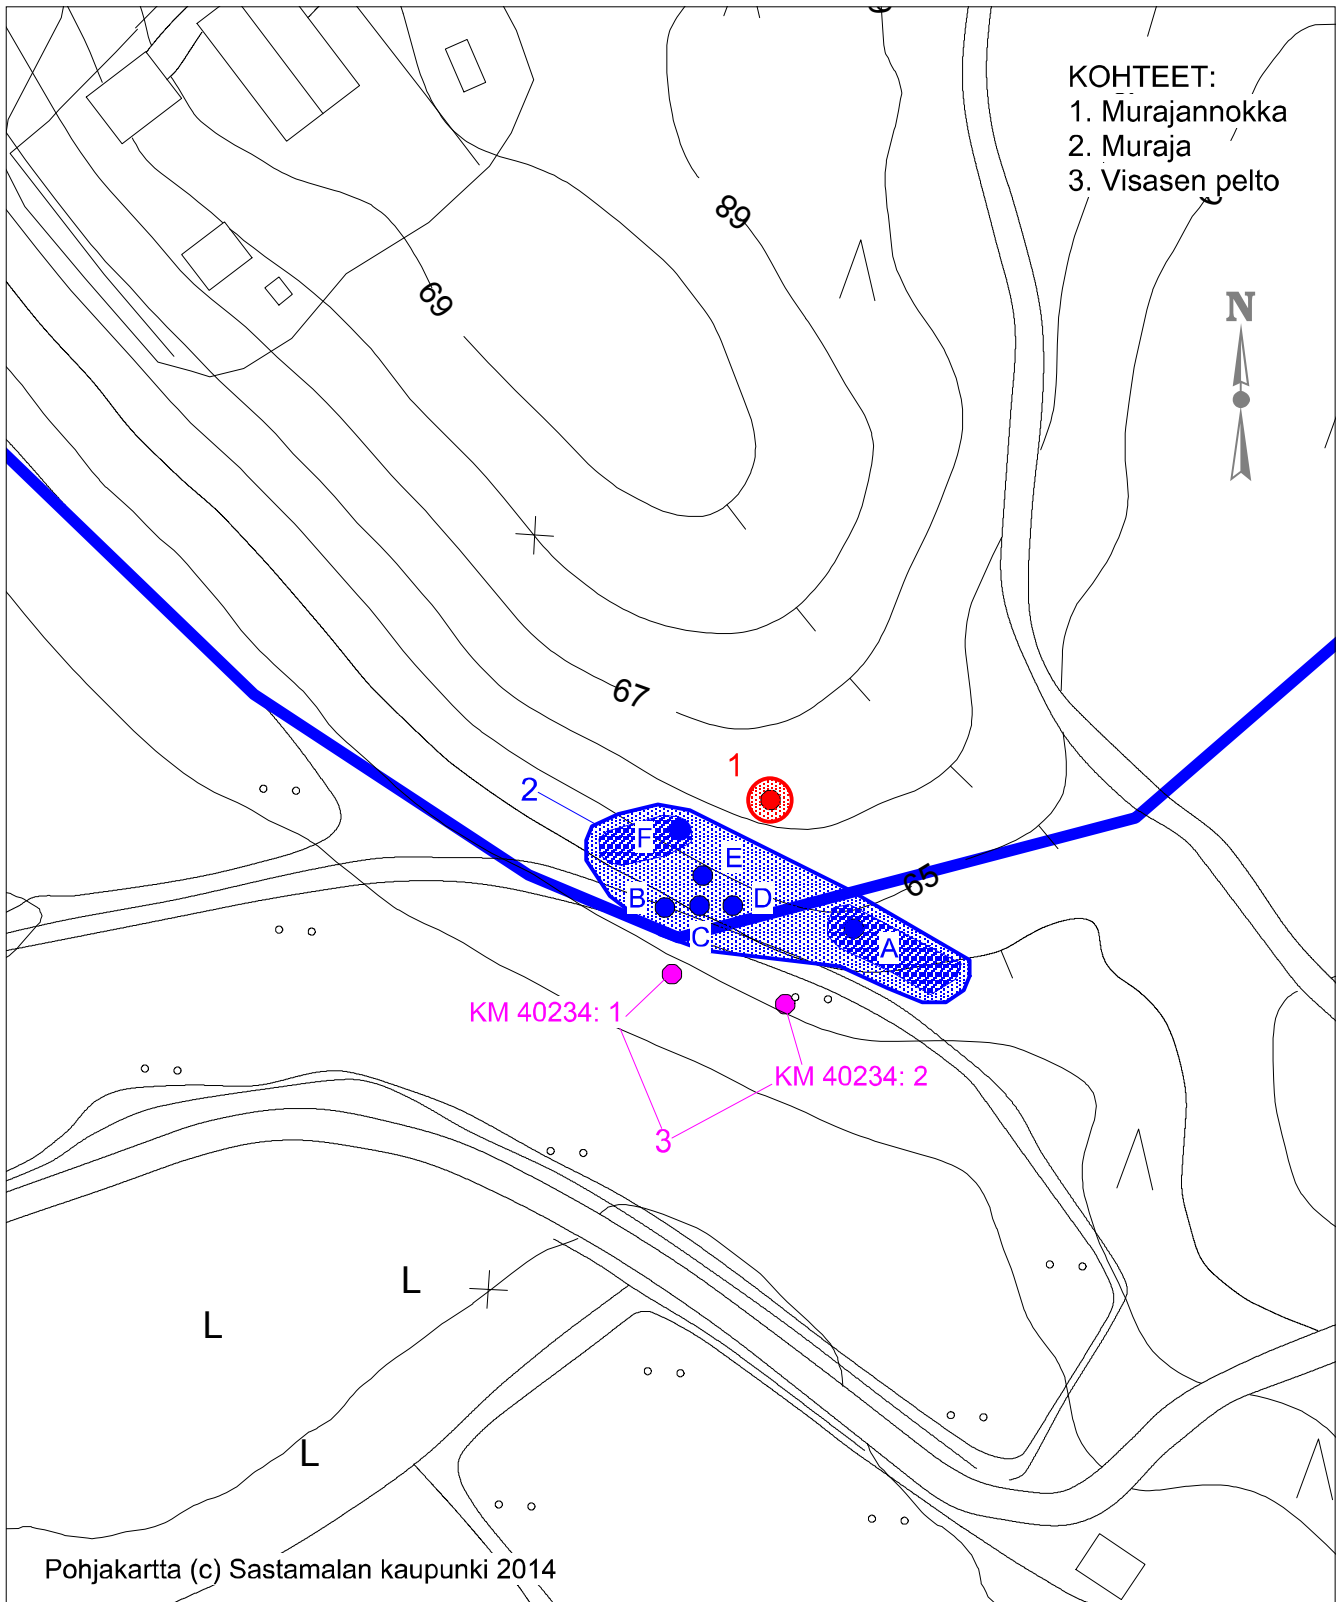 KOHTEET:
1. Murajannokka
2. Muraja
3. Visasen pelto
89
69
N
67
1
2
F
E
65
B
D
C
A
KM 40234: 1
KM 40234: 2
3
L
L
L
Pohjakartta (c) Sastamalan kaupunki 2014